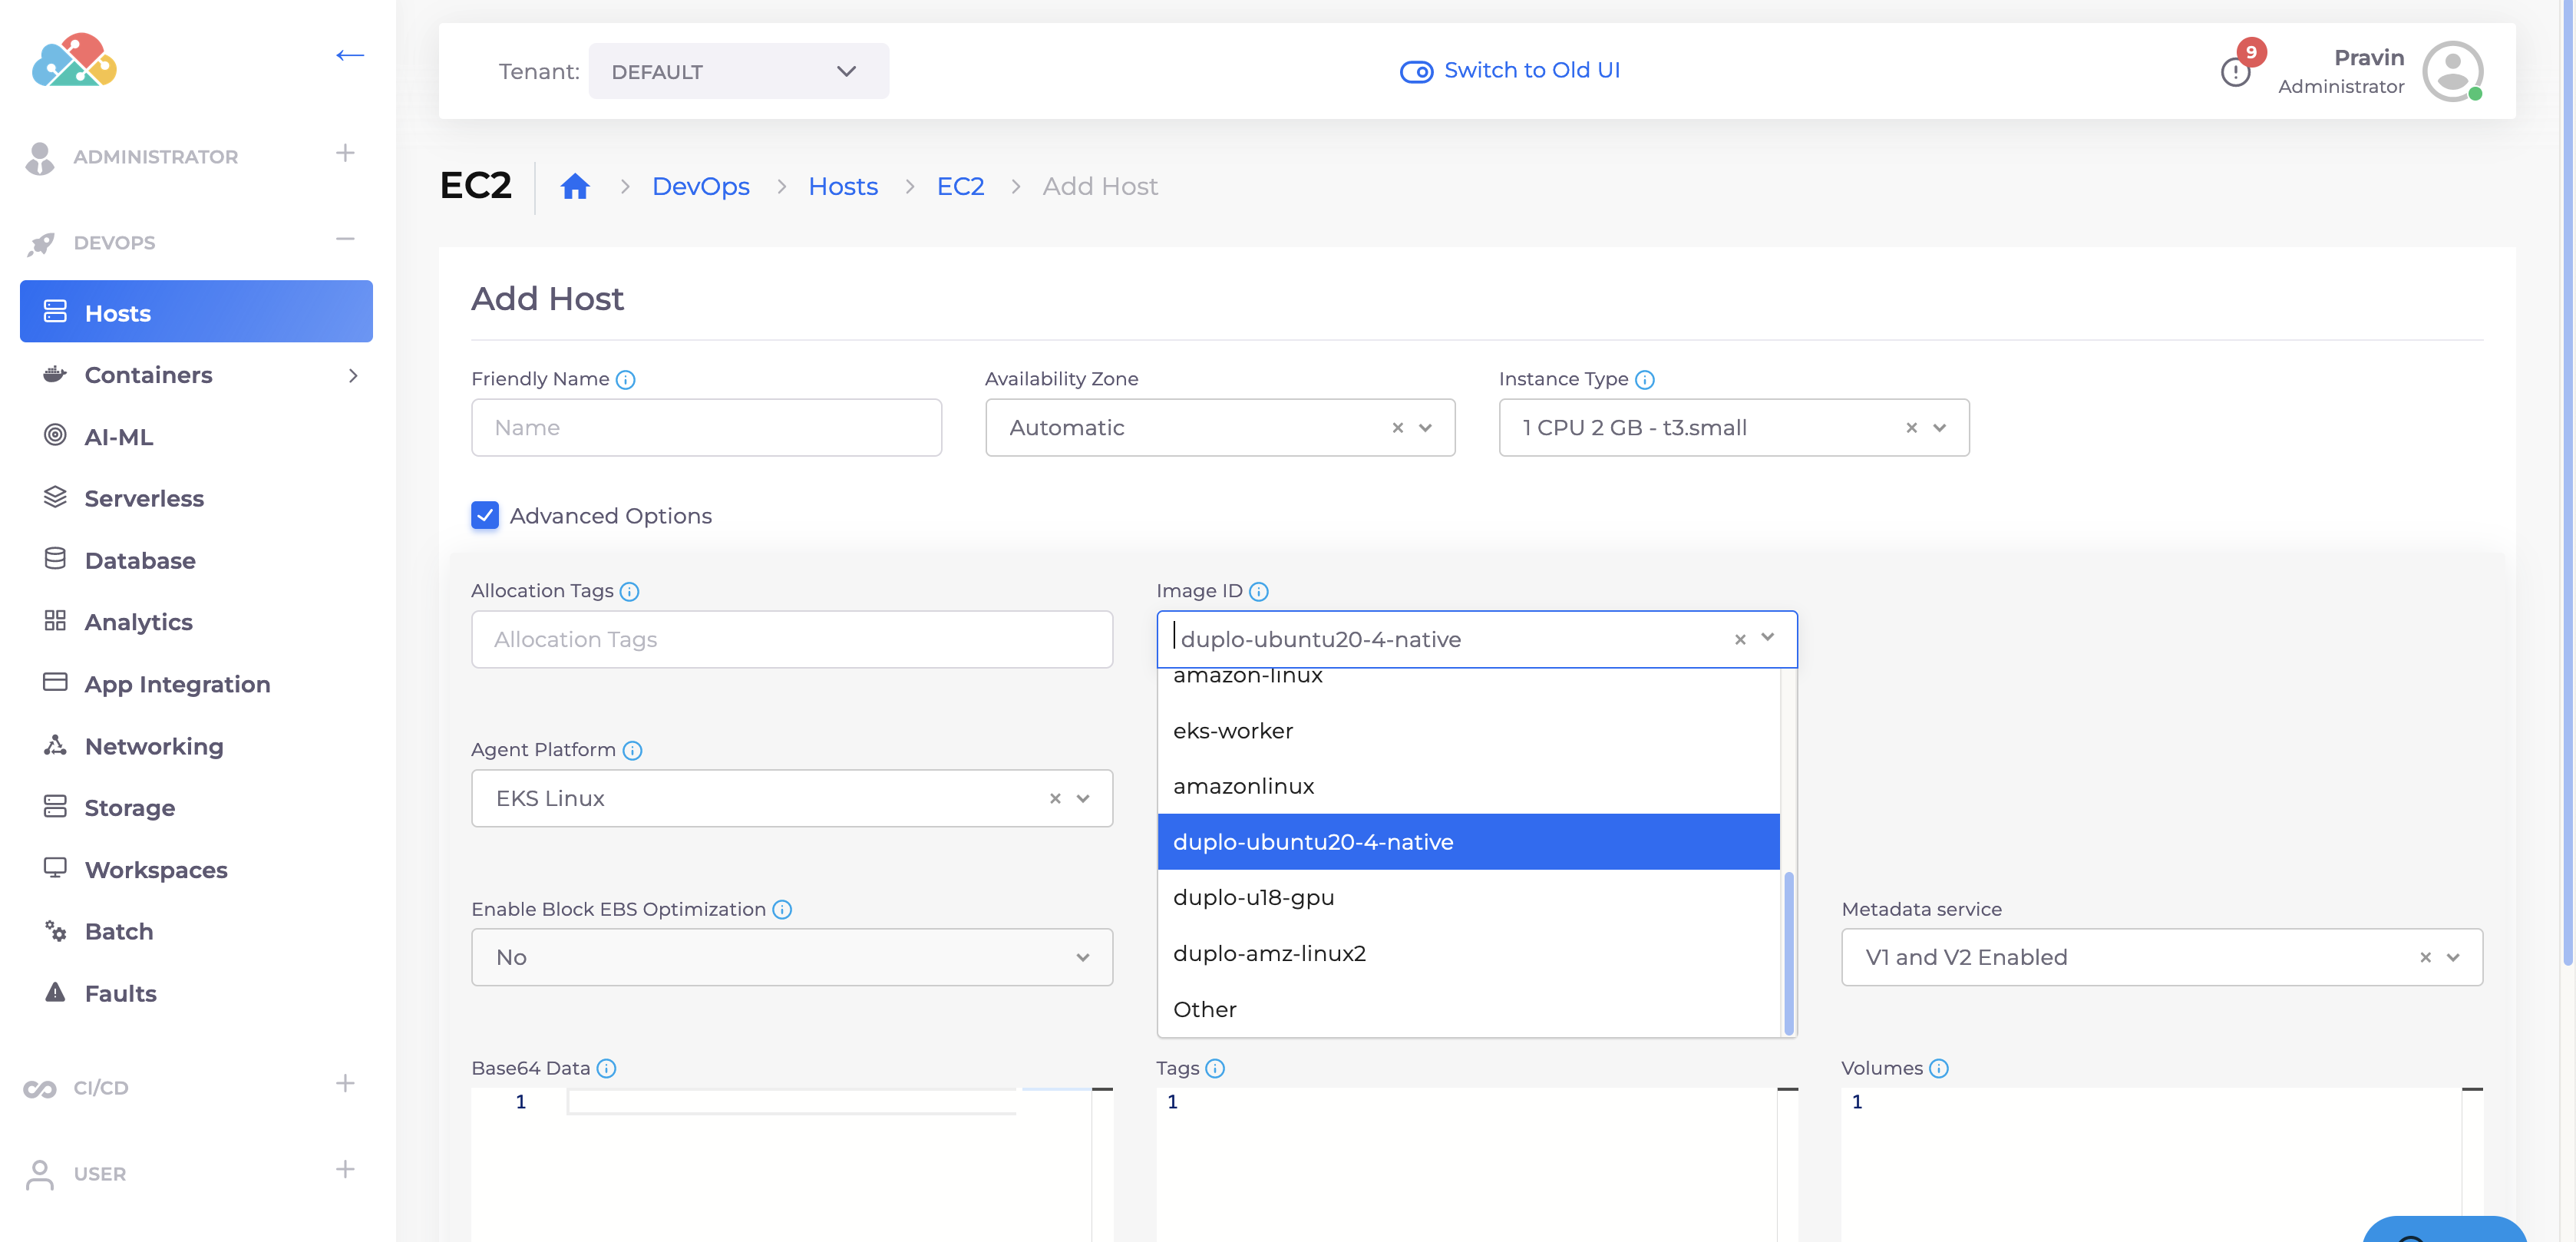 Tenant: DEFAULT
Switch to Old UI
9
Pravin
Administrator
ADMINISTRATOR
DEVOPS
Hosts
Containers
AI-ML
Serverless
Database
Analytics
App Integration
Networking
Storage
Workspaces
Batch
Faults
CI/CD
USER
EC2
DevOps > Hosts > EC2 > Add Host
Add Host
Friendly Name
Name
Availability Zone
Automatic
Instance Type
1 CPU 2 GB - t3.small
Advanced Options
Allocation Tags
Allocation Tags
Image ID
duplo-ubuntu20-4-native
amazon-linux
eks-worker
amazonlinux
duplo-ubuntu20-4-native
duplo-u18-gpu
duplo-amz-linux2
Other
Agent Platform
EKS Linux
Enable Block EBS Optimization
No
Metadata service
V1 and V2 Enabled
Base64 Data
1
Tags
1
Volumes
1